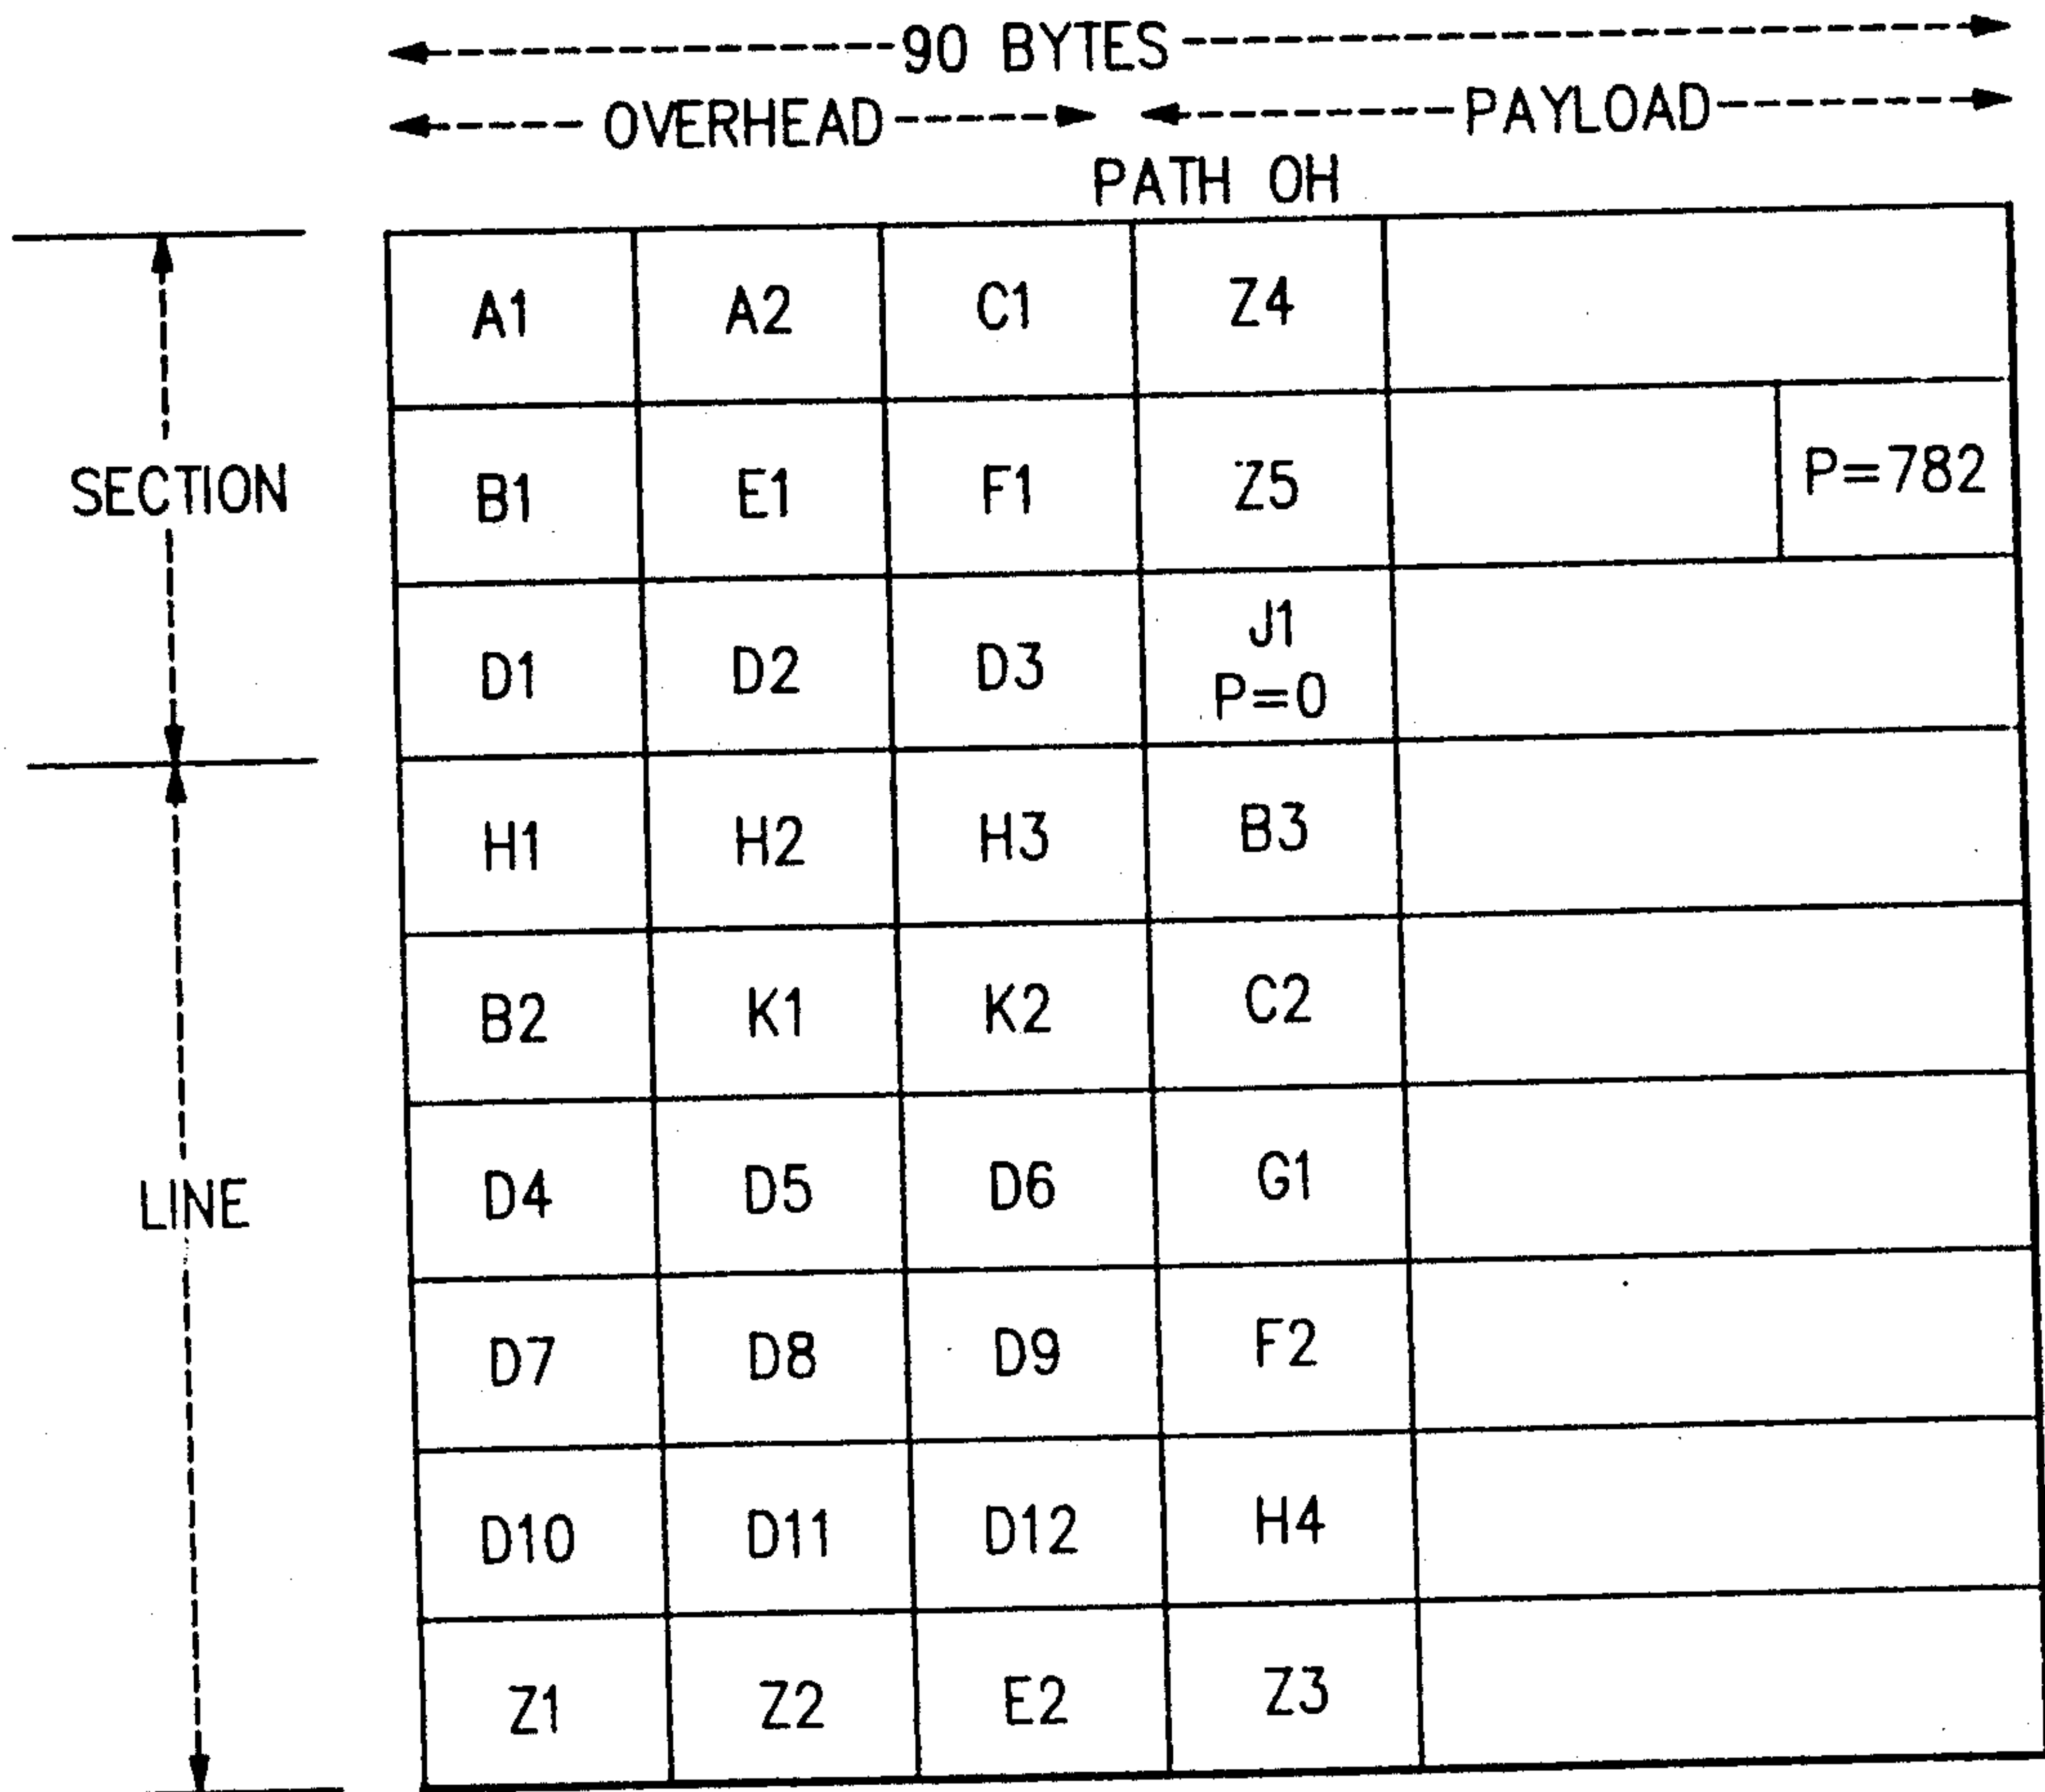 90 BYTES
OVERHEAD PAYLOAD
PATH OH
A1 A2 C1 Z4
SECTION B1 E1 F1 Z5 P=782
D1 D2 D3 J1
P=0
H1 H2 H3 B3
B2 K1 K2 C2
LINE D4 D5 D6 G1
D7 D8 D9 F2
D10 D11 D12 H4
Z1 Z2 E2 Z3